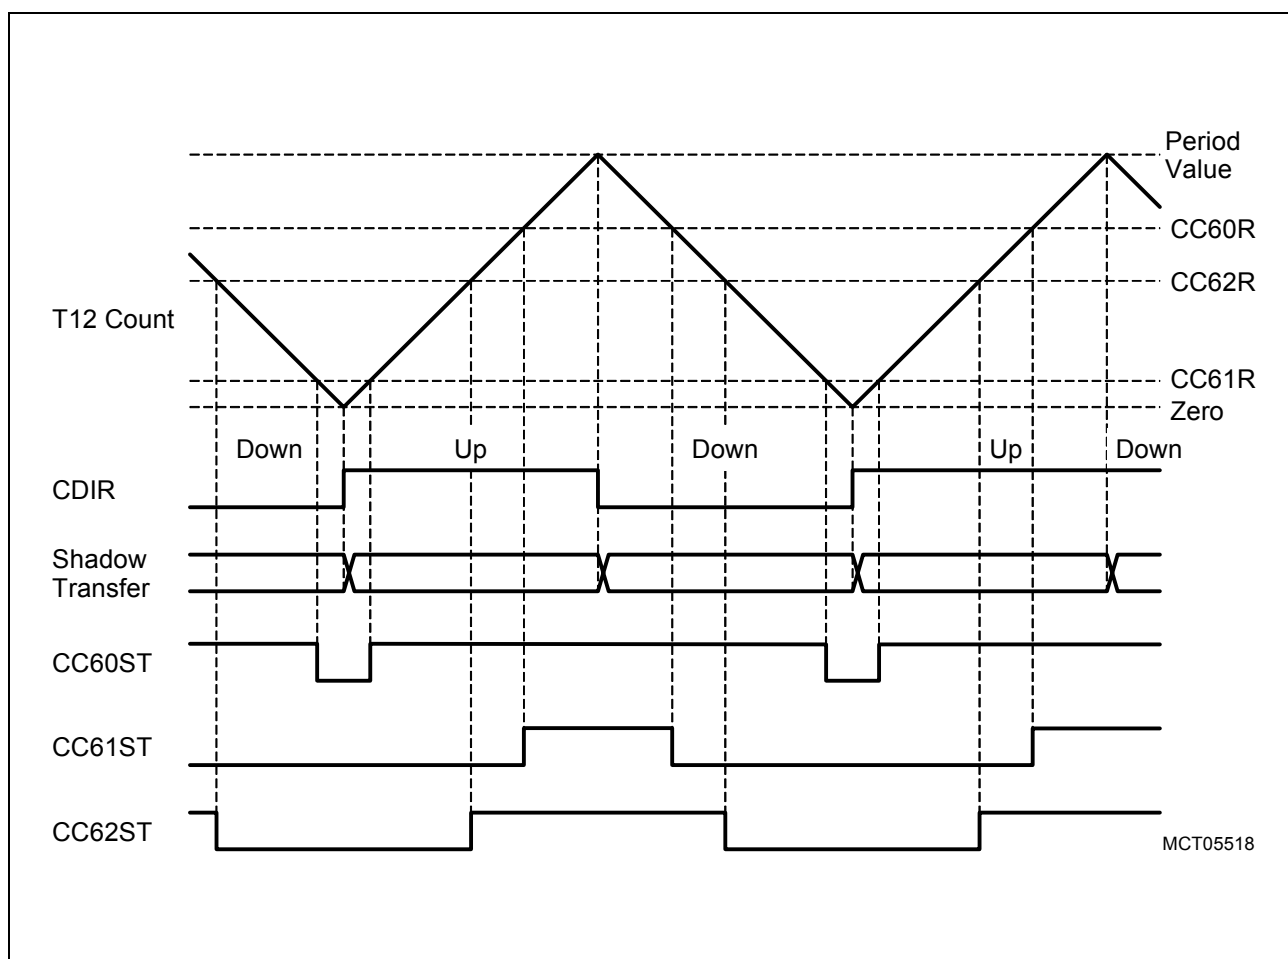 Period
Value
CC60R
CC62R
T12 Count
CC61R
Zero
Down
Up
Down
Up
Down
CDIR
Shadow
Transfer
CC60ST
CC61ST
CC62ST
MCT05518